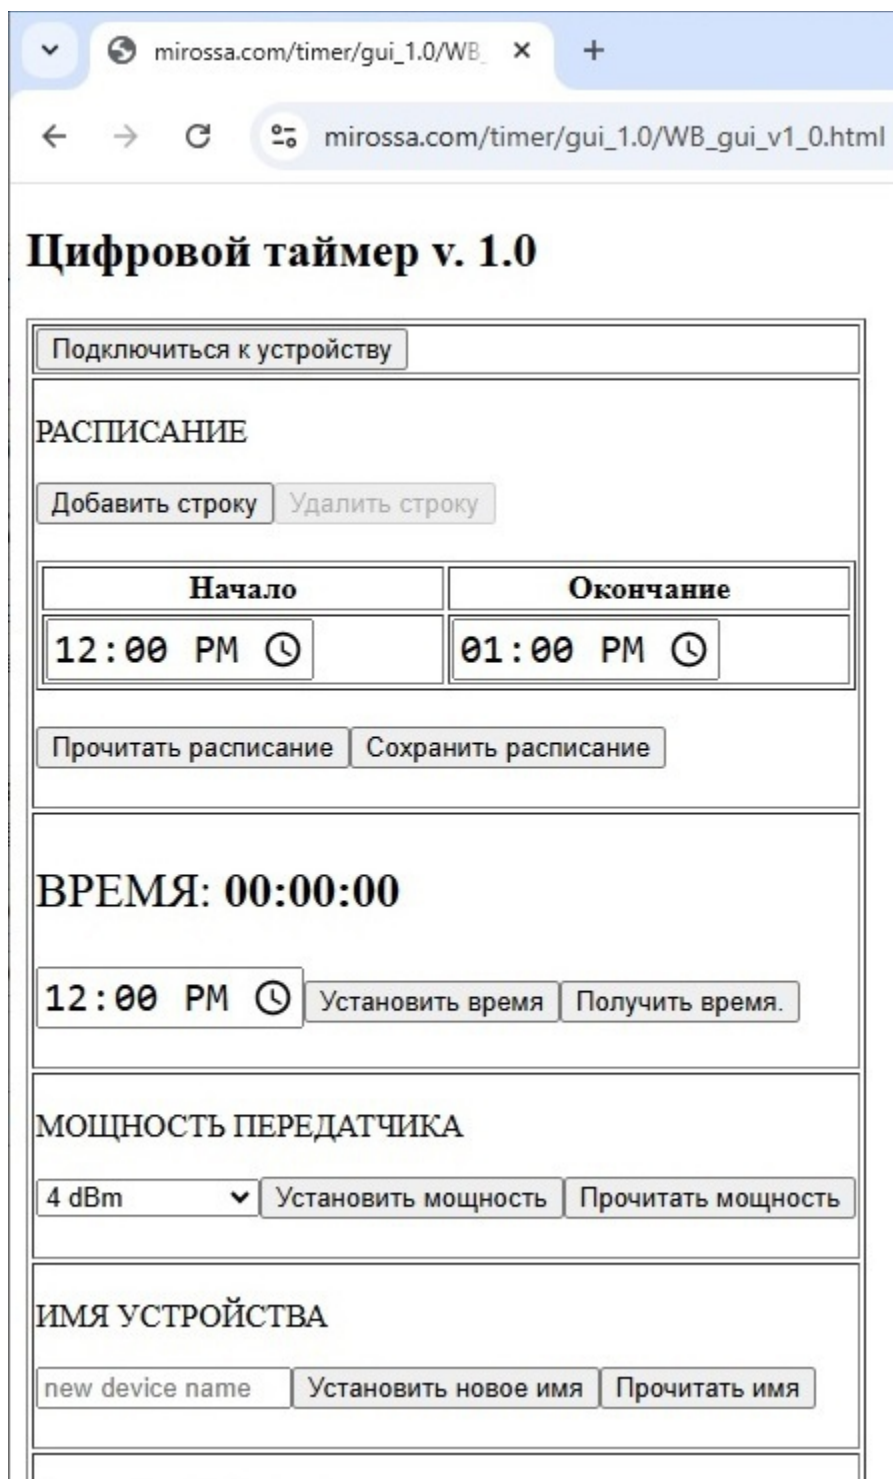 mirossa.com/timer/gui_1.0/WB_
mirossa.com/timer/gui_1.0/WB_gui_v1_0.html
Цифровой таймер v. 1.0
Подключиться к устройству
РАСПИСАНИЕ
Добавить строку Удалить строку
Начало Окончание
12:00 PM 01:00 PM
Прочитать расписание Сохранить расписание
ВРЕМЯ: 00:00:00
12:00 PM Установить время Получить время.
МОЩНОСТЬ ПЕРЕДАТЧИКА
4 dBm Установить мощность Прочитать мощность
ИМЯ УСТРОЙСТВА
new device name Установить новое имя Прочитать имя